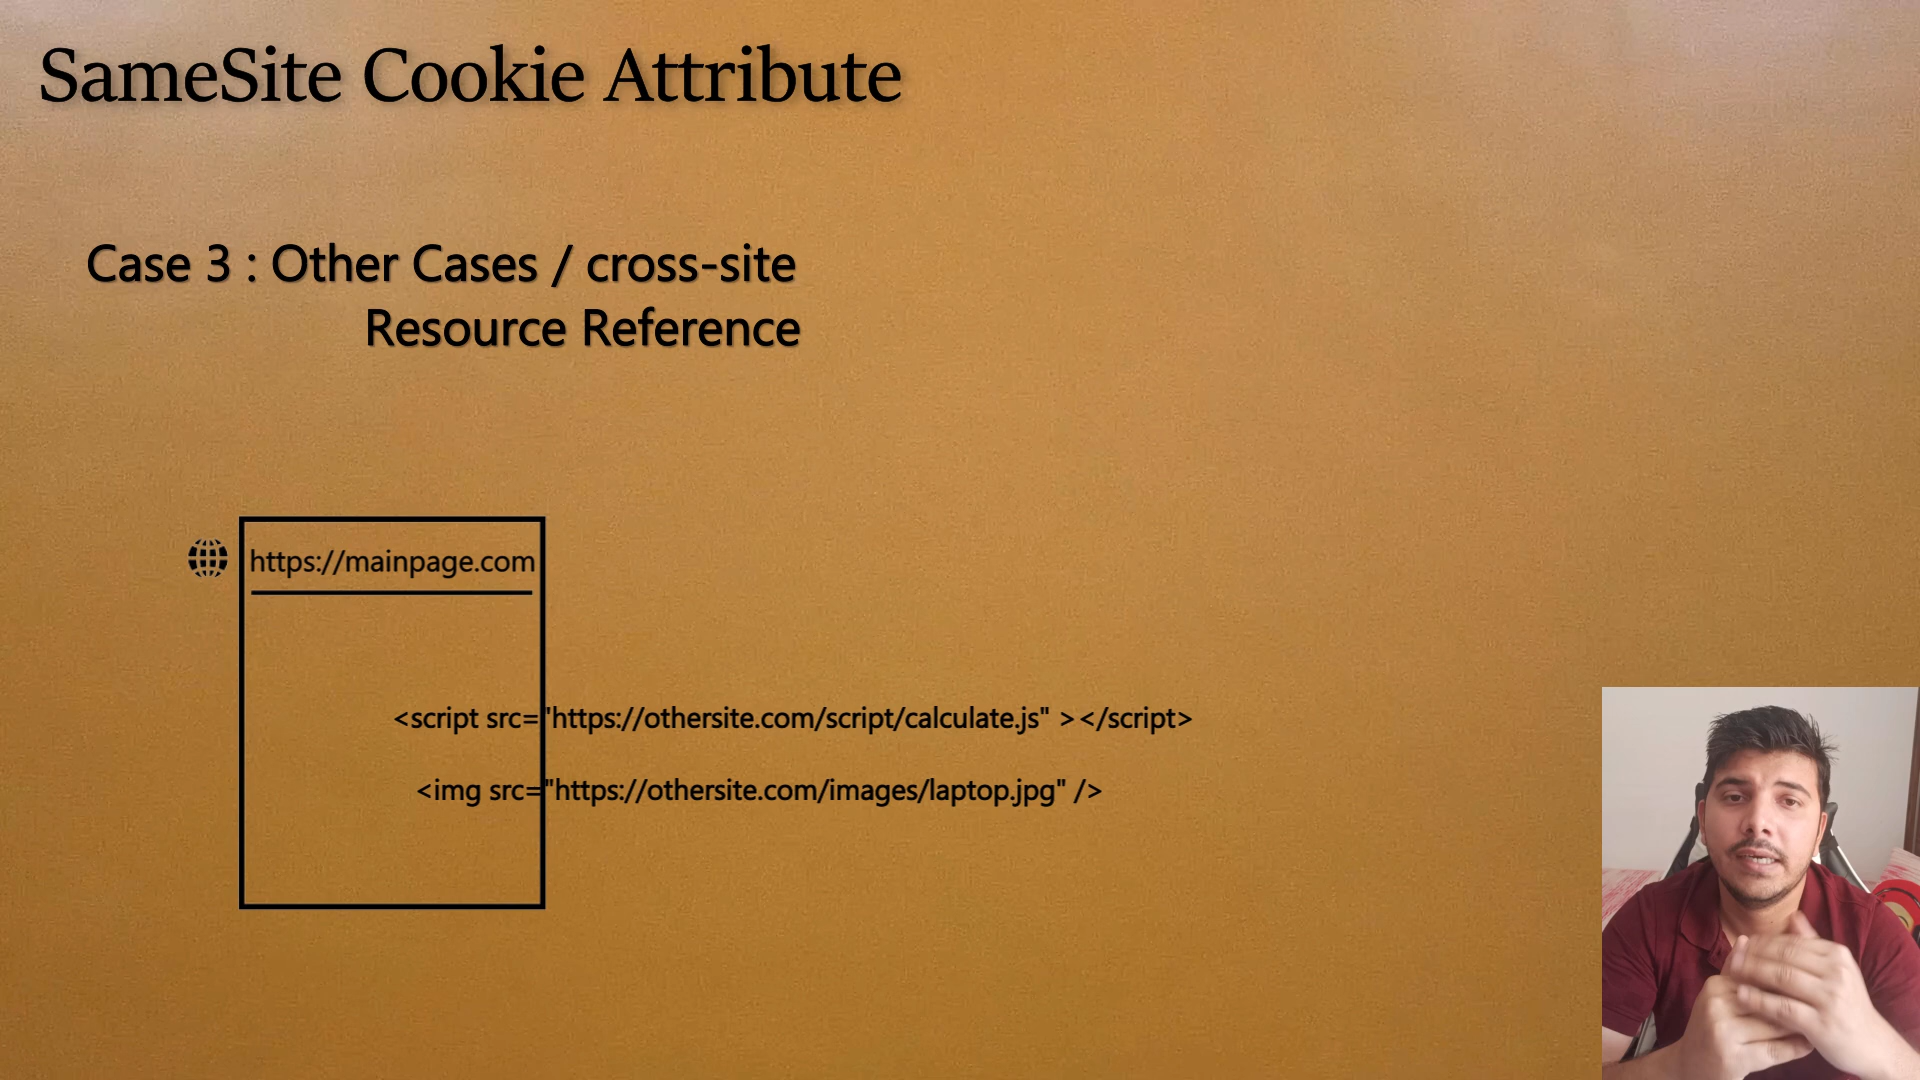 SameSite Cookie Attribute
Case 3 : Other Cases / cross-site
Resource Reference
https://mainpage.com
<script src="https://othersite.com/script/calculate.js" ></script>
<img src="https://othersite.com/images/laptop.jpg" />